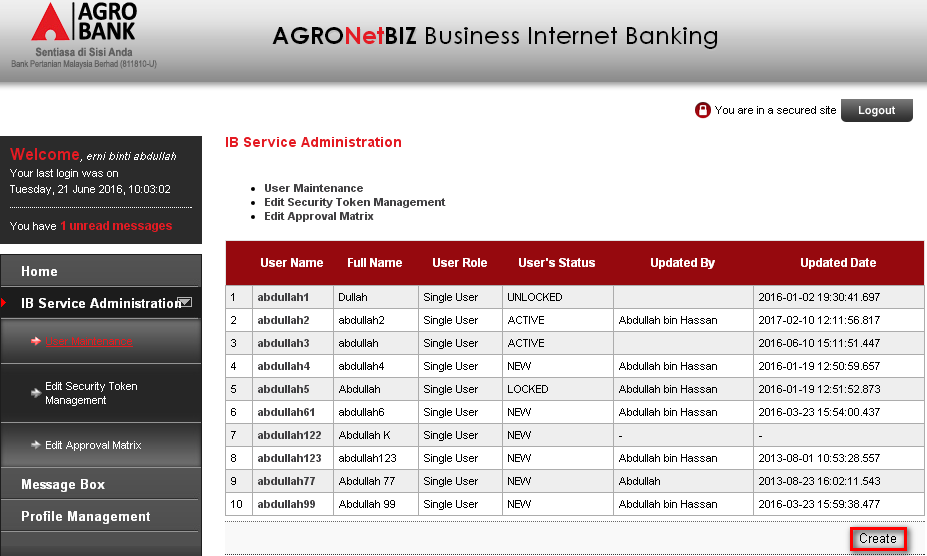 AGRO
BANK
Sentiasa di Sisi Anda
Bank Pertanian Malaysia Berhad (811810-U)
AGRONetBIZ Business Internet Banking
You are in a secured site
Logout
Welcome, erni binti abdullah
Your last login was on
Tuesday, 21 June 2016, 10:03:02
You have 1 unread messages
Home
IB Service Administration
Edit Security Token
Management
Edit Approval Matrix
Message Box
Profile Management
IB Service Administration
User Maintenance
Edit Security Token Management
Edit Approval Matrix
User Name Full Name User Role User's Status Updated By Updated Date
1 abdullah1 Dullah Single User UNLOCKED 2016-01-02 19:30:41.697
2 abdullah2 abdullah2 Single User ACTIVE Abdullah bin Hassan 2017-02-10 12:11:56.817
3 abdullah3 abdullah Single User ACTIVE 2016-06-10 15:11:51.447
4 abdullah4 abdullah4 Single User NEW Abdullah bin Hassan 2016-01-19 12:50:59.657
5 abdullah5 Abdullah Single User LOCKED Abdullah bin Hassan 2016-01-19 12:51:52.873
6 abdullah61 abdullah6 Single User NEW Abdullah bin Hassan 2016-03-23 15:54:00.437
7 abdullah122 Abdullah K Single User NEW - -
8 abdullah123 abdullah123 Single User NEW Abdullah bin Hassan 2013-08-01 10:53:28.557
9 abdullah77 Abdullah 77 Single User NEW Abdullah 2013-08-23 16:02:11.543
10 abdullah99 Abdullah 99 Single User NEW Abdullah bin Hassan 2016-03-23 15:59:38.477
Create